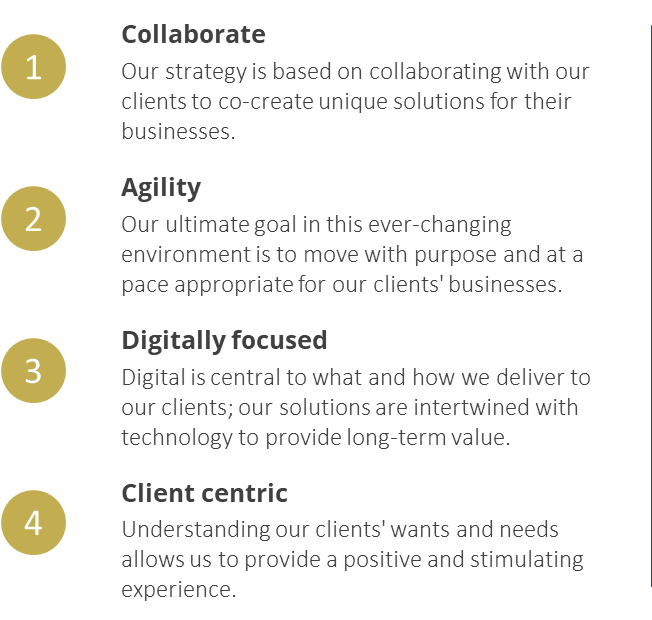 1
Collaborate
Our strategy is based on collaborating with our
clients to co-create unique solutions for their
businesses.
2
Agility
Our ultimate goal in this ever-changing
environment is to move with purpose and at a
pace appropriate for our clients' businesses.
3
Digitally focused
Digital is central to what and how we deliver to
our clients; our solutions are intertwined with
technology to provide long-term value.
4
Client centric
Understanding our clients' wants and needs
allows us to provide a positive and stimulating
experience.